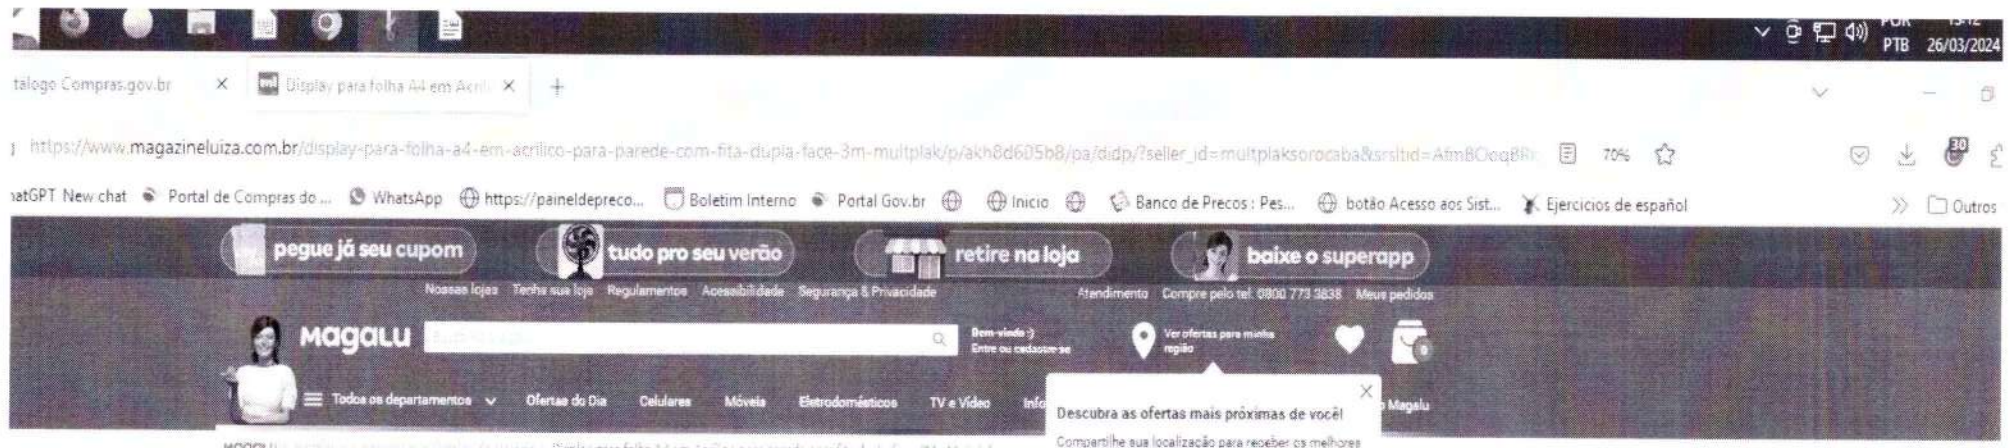 POR 15:12
PTB 26/03/2024
talogo Compras.gov.br × Display para folha A4 em Acríli × +
https://www.magazineluiza.com.br/display-para-folha-a4-em-acrilico-para-parede-com-fita-dupla-face-3m-multplak/p/akh8d605b8/pa/didp/?seller_id=multplaksorocaba&srsltid= 70%
30
hatGPT New chat Portal de Compras do ... WhatsApp https://paineldepreco... Boletim Interno Portal Gov.br Inicio Banco de Precos : Pes... botão Acesso aos Sist... Ejercicios de español >> Outros
pegue já seu cupom tudo pro seu verão retire na loja baixe o superapp
Nossas lojas Tenha sua loja Regulamentos Acessibilidade Segurança & Privacidade Atendimento Compre pelo tel: 0800 773 3838 Meus pedidos
Magalu Bem-vindo :) Ver ofertas para minha
Entre ou cadastre-se região 0
Todos os departamentos Ofertas do Dia Celulares Móveis Eletrodomésticos TV e Vídeo Info Magalu
Descubra as ofertas mais próximas de você!
Compartilhe sua localização para receber os melhores